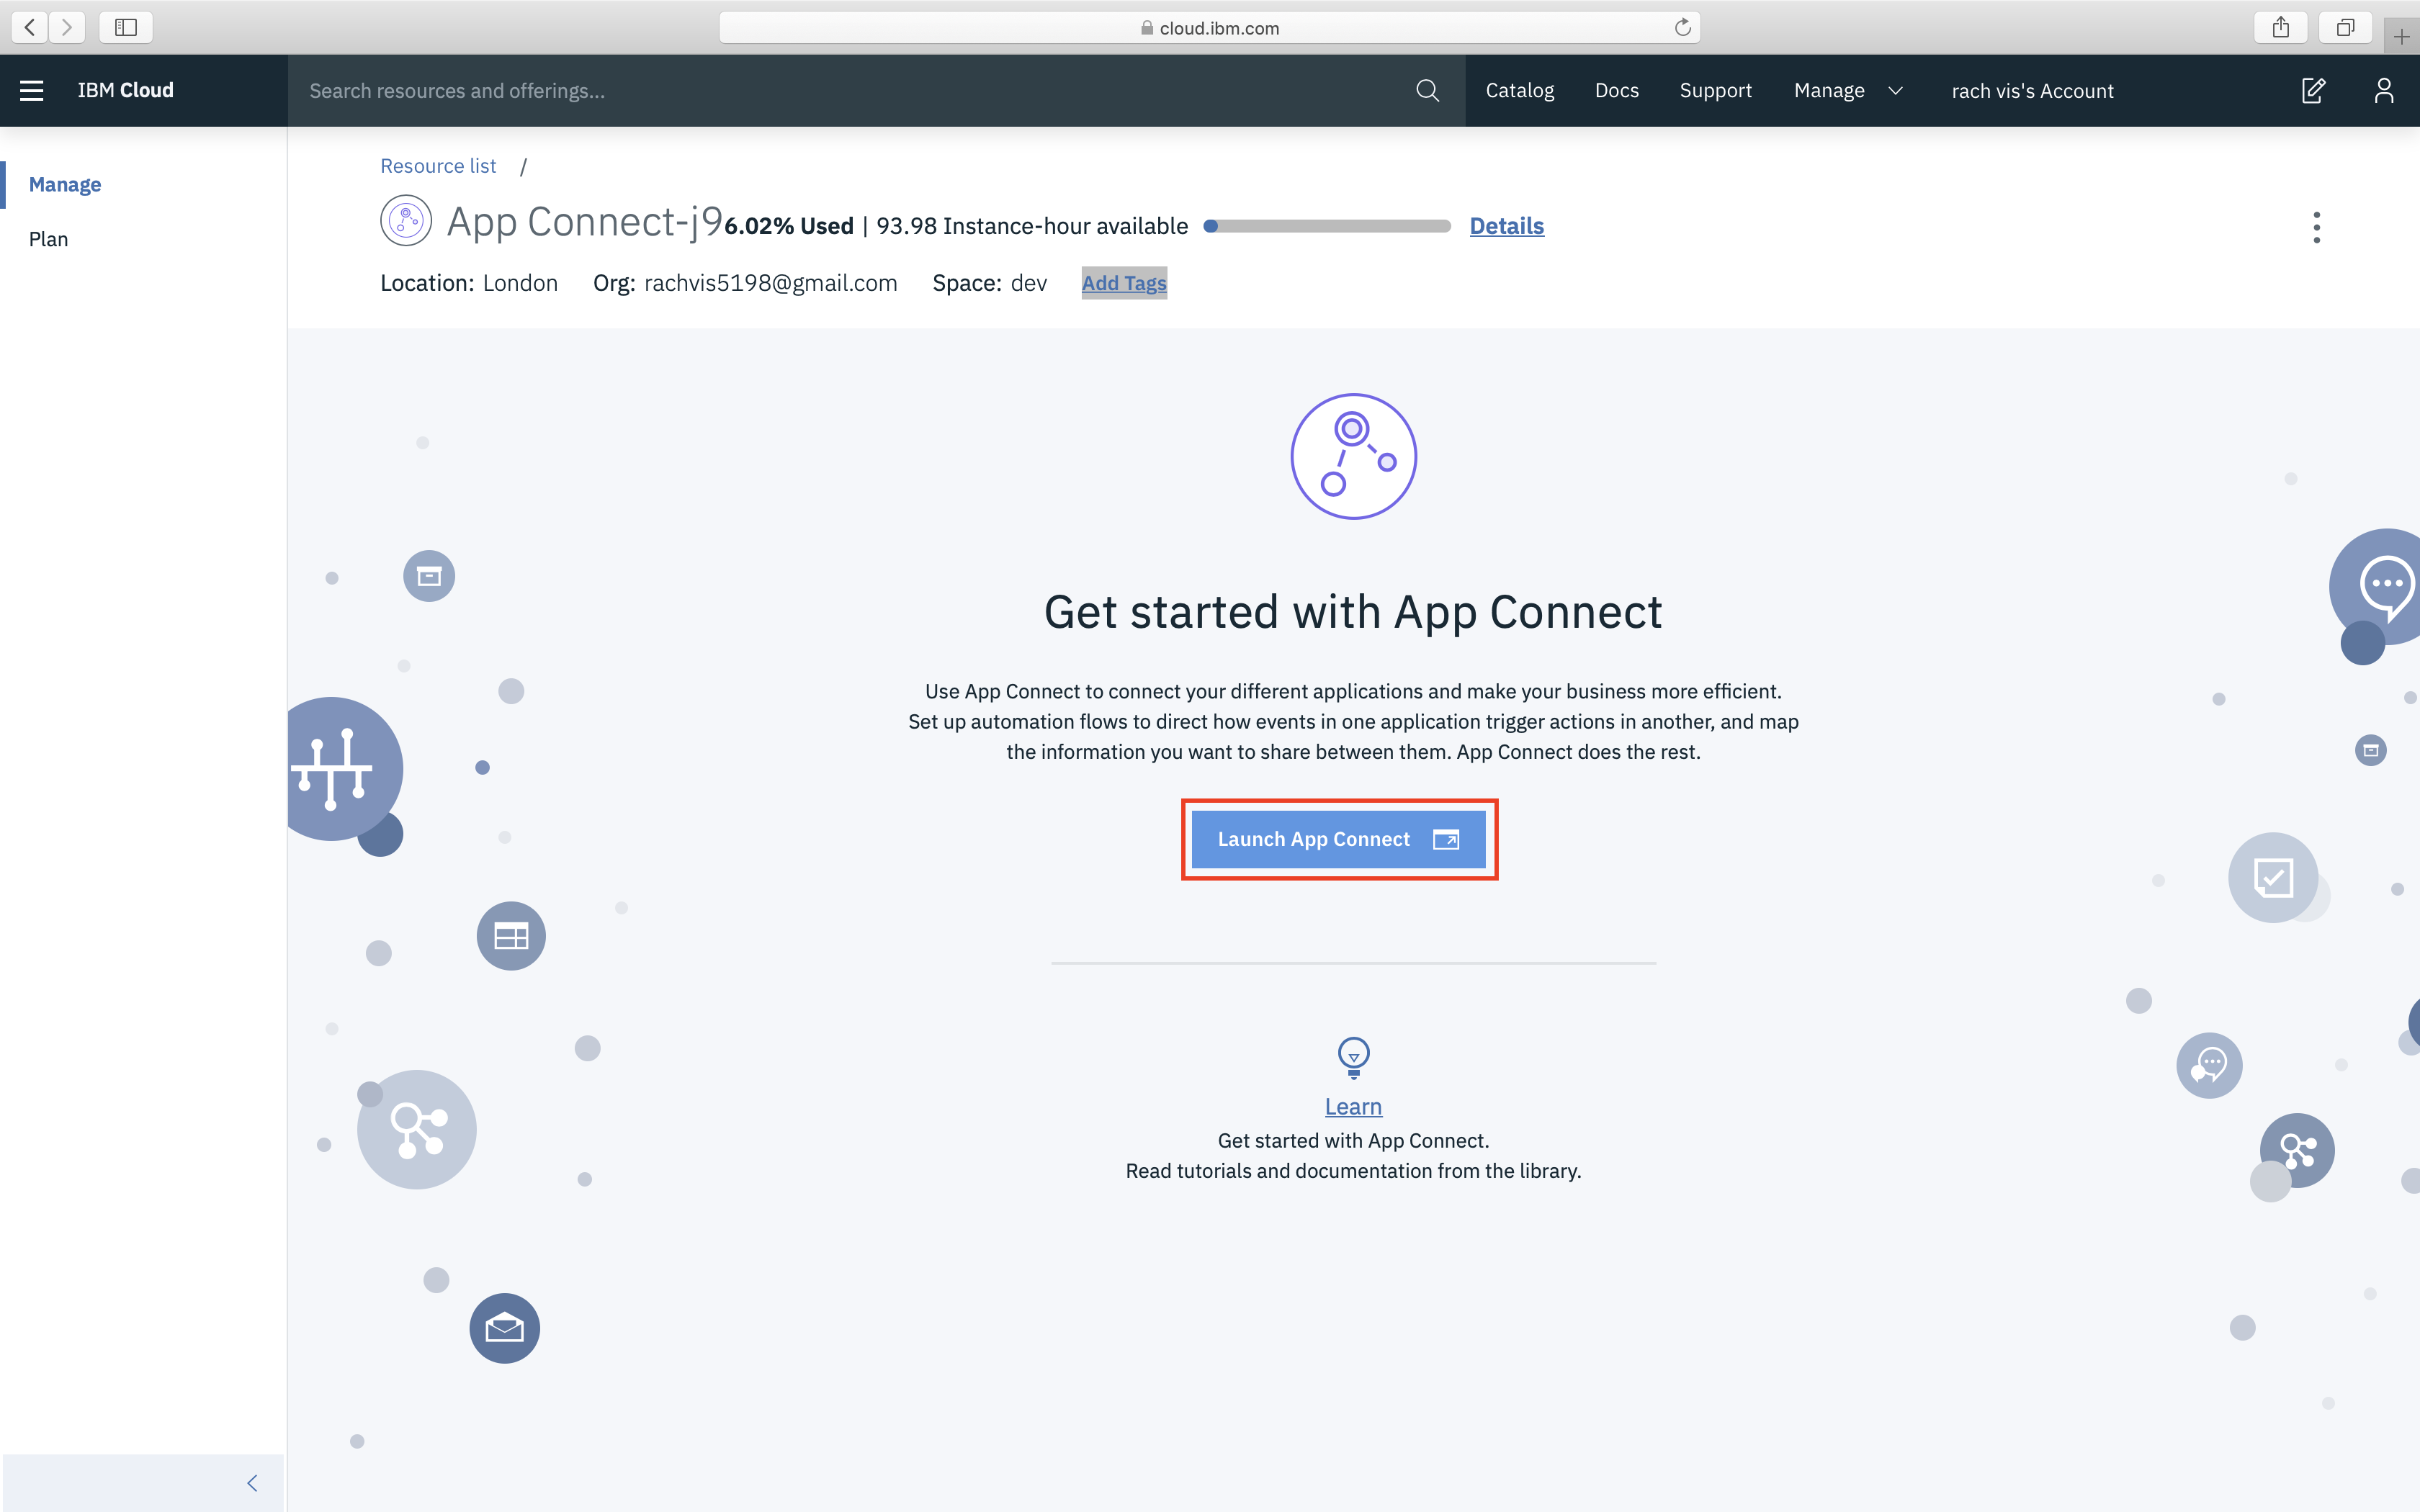 cloud.ibm.com
IBM Cloud
Search resources and offerings...
Catalog
Docs
Support
Manage
rach vis's Account
Manage
Plan
Resource list /
App Connect-j9
6.02% Used | 93.98 Instance-hour available
Details
Location: London
Org: rachvis5198@gmail.com
Space: dev
Add Tags
Get started with App Connect
Use App Connect to connect your different applications and make your business more efficient.
Set up automation flows to direct how events in one application trigger actions in another, and map
the information you want to share between them. App Connect does the rest.
Launch App Connect
Learn
Get started with App Connect.
Read tutorials and documentation from the library.